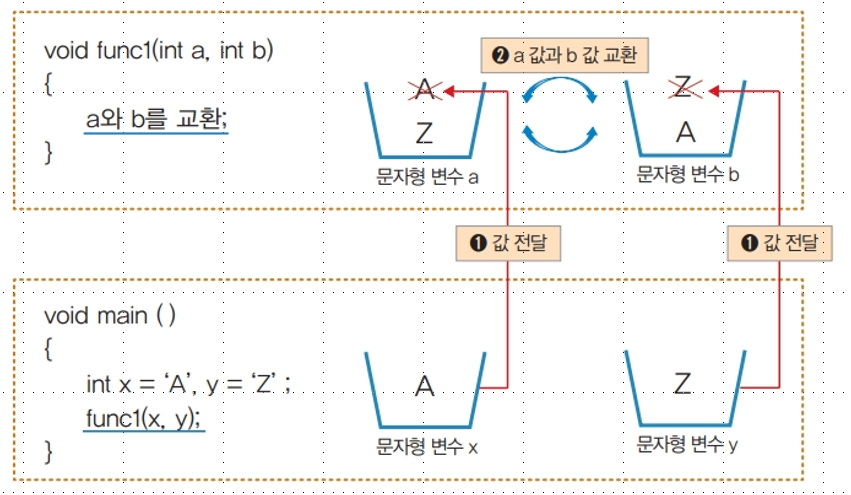 void func1(int a, int b)
{
a와 b를 교환;
}
❷ a 값과 b 값 교환
A
Z
Z
A
문자형 변수 a
문자형 변수 b
❶ 값 전달
❶ 값 전달
void main ( )
{
int x = ‘A’, y = ‘Z’ ;
func1(x, y);
}
A
Z
문자형 변수 x
문자형 변수 y